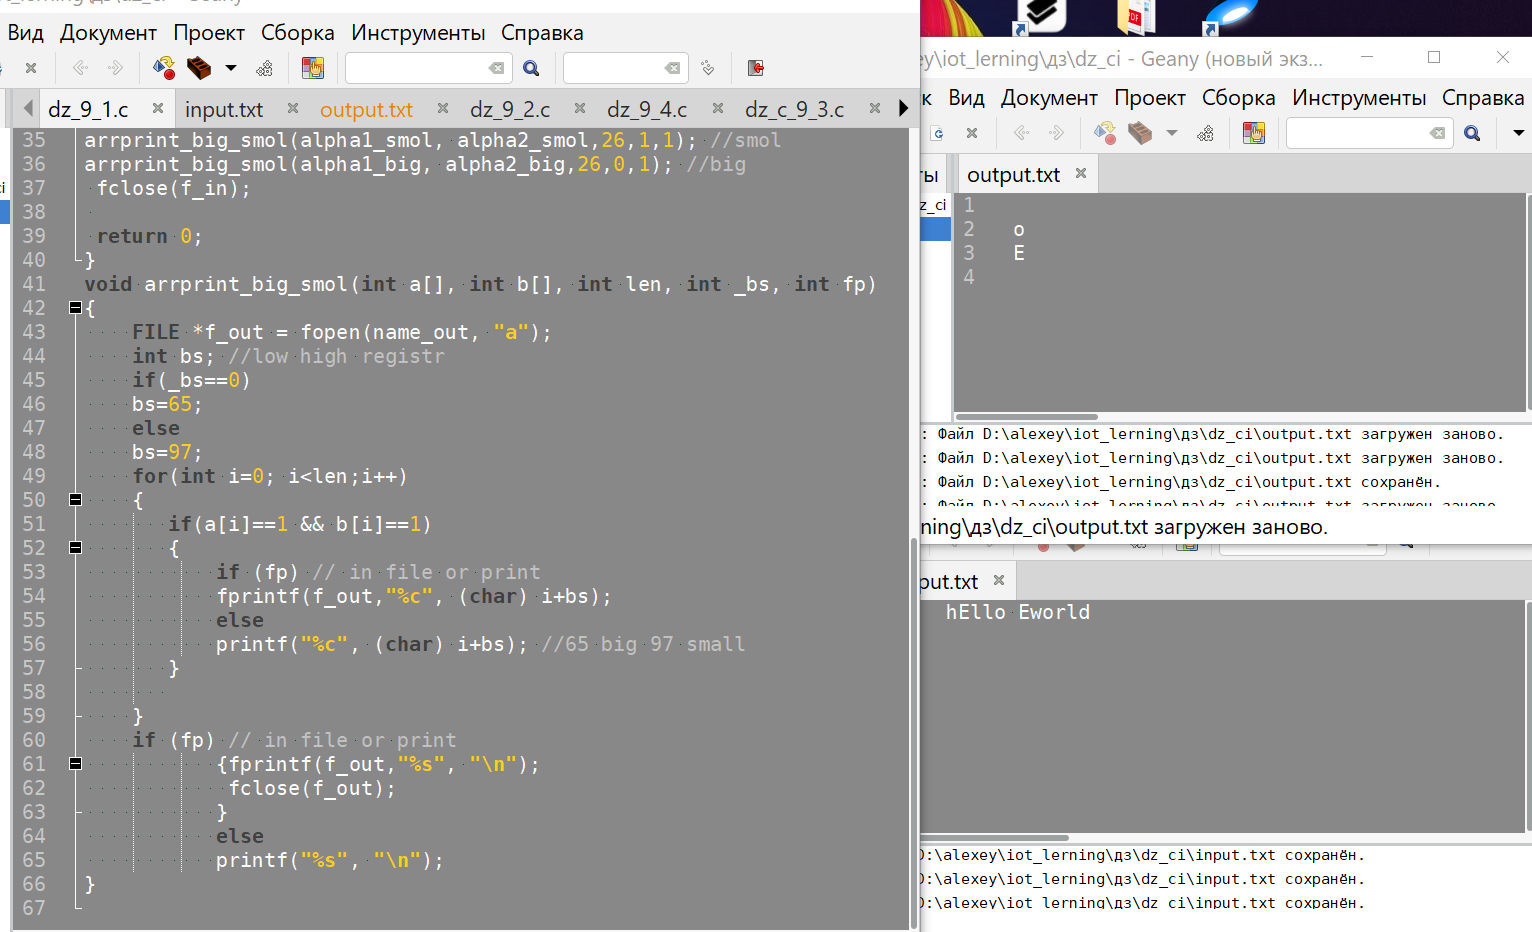 Вид Документ Проект Сборка Инструменты Справка
dz_9_1.c input.txt output.txt dz_9_2.c dz_9_4.c dz_c_9_3.c
35 arrprint_big_smol(alpha1_smol, alpha2_smol,26,1,1); //smol
36 arrprint_big_smol(alpha1_big, alpha2_big,26,0,1); //big
37 fclose(f_in);
38
39 return 0;
40 }
41 void arrprint_big_smol(int a[], int b[], int len, int _bs, int fp)
42 {
43 FILE *f_out = fopen(name_out, "a");
44 int bs; //low high registr
45 if(_bs==0)
46 bs=65;
47 else
48 bs=97;
49 for(int i=0; i<len;i++)
50 {
51 if(a[i]==1 && b[i]==1)
52 {
53 if (fp) // in file or print
54 fprintf(f_out,"%c", (char) i+bs);
55 else
56 printf("%c", (char) i+bs); //65 big 97 small
57 }
58
59 }
60 if (fp) // in file or print
61 {fprintf(f_out,"%s", "\n");
62 fclose(f_out);
63 }
64 else
65 printf("%s", "\n");
66 }
67
ey\iot_lerning\дз\dz_ci - Geany (новый экз...
к Вид Документ Проект Сборка Инструменты Справка
ты output.txt
z_ci
1
2 o
3 E
4
: Файл D:\alexey\iot_lerning\дз\dz_ci\output.txt загружен заново.
: Файл D:\alexey\iot_lerning\дз\dz_ci\output.txt загружен заново.
: Файл D:\alexey\iot_lerning\дз\dz_ci\output.txt сохранён.
: Файл D:\alexey\iot_lerning\дз\dz_ci\output.txt загружен заново.
rning\дз\dz_ci\output.txt загружен заново.
put.txt
hEllo Eworld
D:\alexey\iot_lerning\дз\dz_ci\input.txt сохранён.
D:\alexey\iot_lerning\дз\dz_ci\input.txt сохранён.
D:\alexey\iot_lerning\дз\dz_ci\input.txt сохранён.